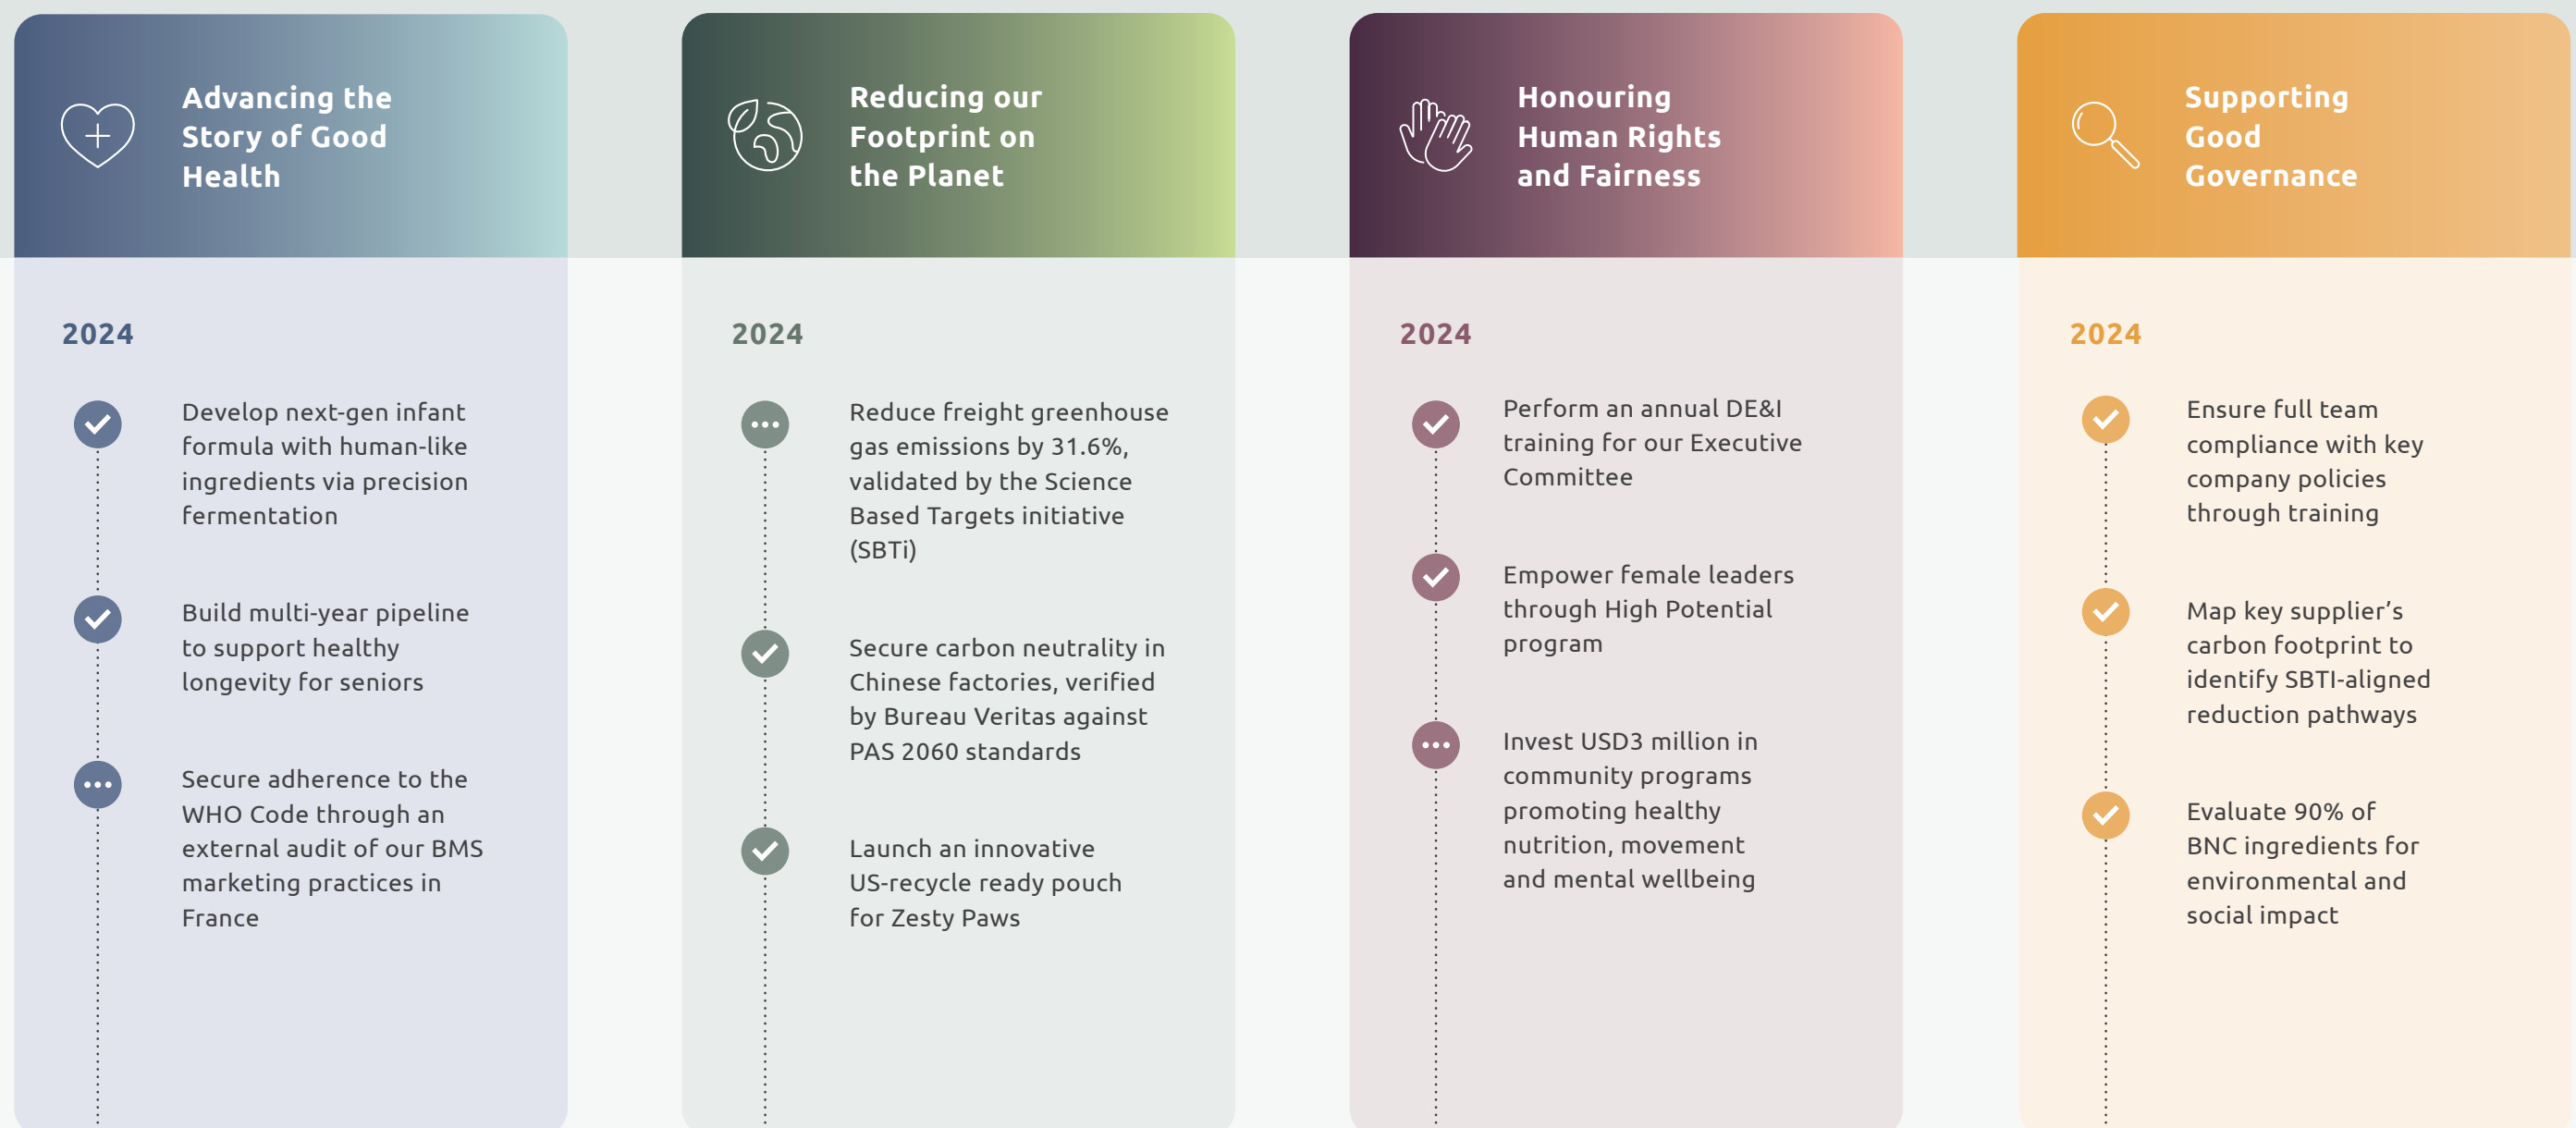 Advancing the
Story of Good
Health
2024
Develop next-gen infant
formula with human-like
ingredients via precision
fermentation
Build multi-year pipeline
to support healthy
longevity for seniors
Secure adherence to the
WHO Code through an
external audit of our BMS
marketing practices in
France
Reducing our
Footprint on
the Planet
2024
Reduce freight greenhouse
gas emissions by 31.6%,
validated by the Science
Based Targets initiative
(SBTi)
Secure carbon neutrality in
Chinese factories, verified
by Bureau Veritas against
PAS 2060 standards
Launch an innovative
US-recycle ready pouch
for Zesty Paws
Honouring
Human Rights
and Fairness
2024
Perform an annual DE&I
training for our Executive
Committee
Empower female leaders
through High Potential
program
Invest USD3 million in
community programs
promoting healthy
nutrition, movement
and mental wellbeing
Supporting
Good
Governance
2024
Ensure full team
compliance with key
company policies
through training
Map key supplier’s
carbon footprint to
identify SBTI-aligned
reduction pathways
Evaluate 90% of
BNC ingredients for
environmental and
social impact